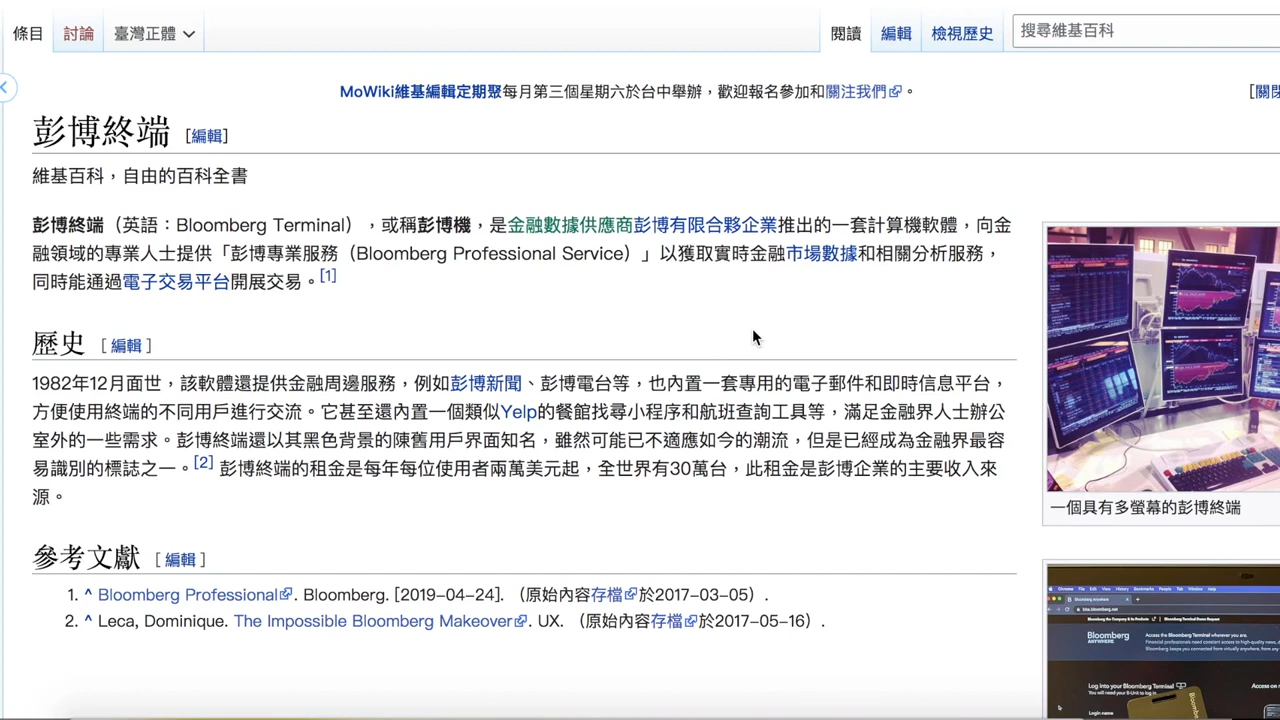 條目 討論 臺灣正體 閱讀 編輯 檢視歷史 搜尋維基百科
MoWiki維基編輯定期聚每月第三個星期六於台中舉辦，歡迎報名參加和關注我們。 [關閉
彭博終端 [編輯]
維基百科，自由的百科全書
彭博終端（英語：Bloomberg Terminal），或稱彭博機，是金融數據供應商彭博有限合夥企業推出的一套計算機軟體，向金
融領域的專業人士提供「彭博專業服務（Bloomberg Professional Service）」以獲取實時金融市場數據和相關分析服務，
同時能通過電子交易平台開展交易。[1]
歷史 [編輯]
1982年12月面世，該軟體還提供金融周邊服務，例如彭博新聞、彭博電台等，也內置一套專用的電子郵件和即時信息平台，
方便使用終端的不同用戶進行交流。它甚至還內置一個類似Yelp的餐館找尋小程序和航班查詢工具等，滿足金融界人士辦公
室外的一些需求。彭博終端還以其黑色背景的陳舊用戶界面知名，雖然可能已不適應如今的潮流，但是已經成為金融界最容
易識別的標誌之一。[2] 彭博終端的租金是每年每位使用者兩萬美元起，全世界有30萬台，此租金是彭博企業的主要收入來
源。
一個具有多螢幕的彭博終端
參考文獻 [編輯]
1. ^ Bloomberg Professional. Bloomberg. [2019-04-24]. （原始內容存檔於2017-03-05）.
2. ^ Leca, Dominique. The Impossible Bloomberg Makeover. UX. （原始內容存檔於2017-05-16）.
Bloomberg
ANYWHERE
Log Into your Bloomberg Terminal
You will need your B-Unit to log in.
Login name